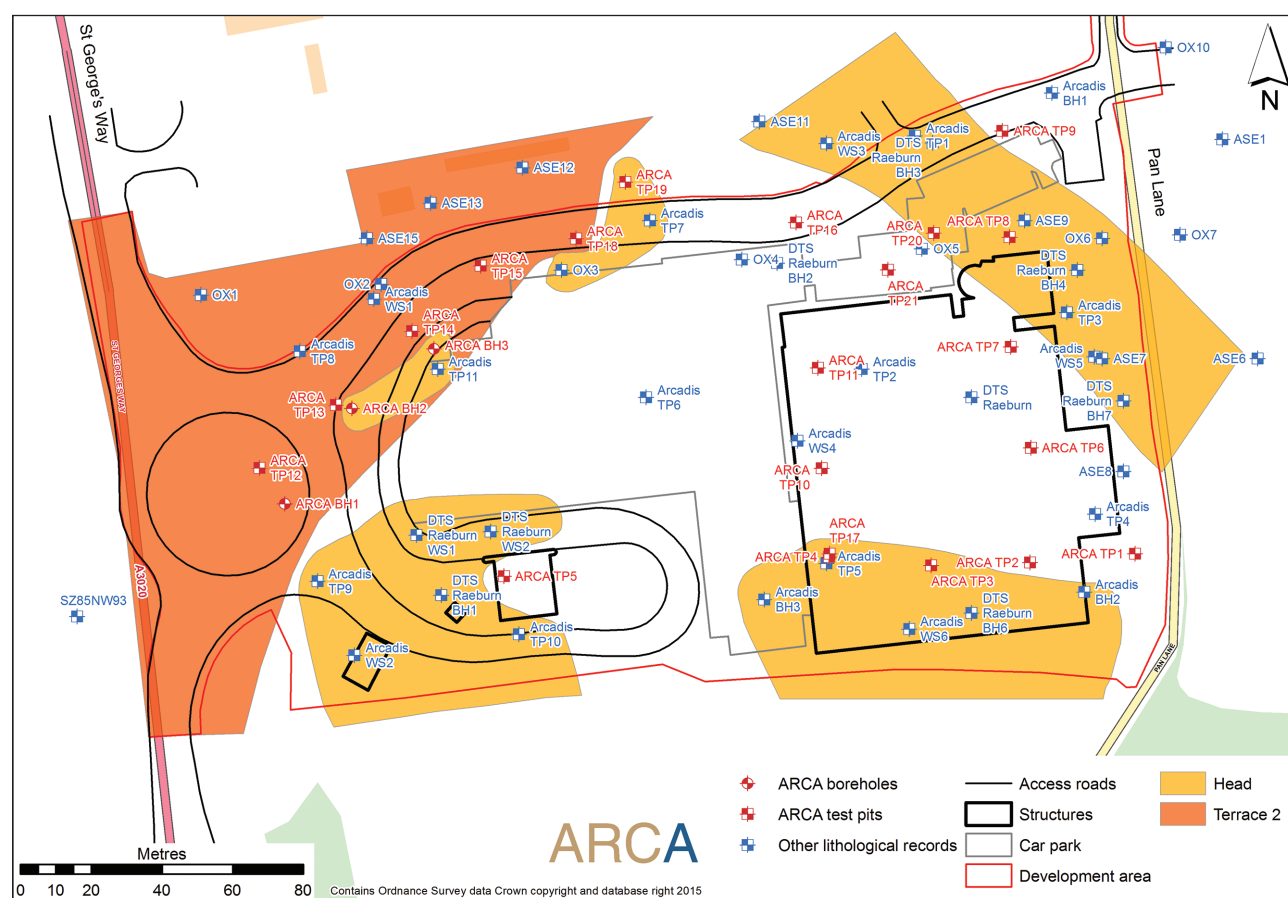 St George's Way
OX10
Arcadis
BH1
N
ASE11
Arcadis
WS3
Arcadis
TP1
DTS
Raeburn
BH3
ARCA TP9
ASE1
Pan Lane
ASE12
ARCA
TP19
ASE13
Arcadis
TP7
ARCA
TP16
ARCA
TP20
ARCA TP8
ASE9
OX6
OX7
ASE15
ARCA
TP18
OX5
ARCA
TP15
OX3
OX4
DTS
Raeburn
BH2
ARCA
TP21
DTS
Raeburn
BH4
OX1
OX2
Arcadis
WS1
Arcadis
TP3
ARCA
TP14
ST GEORGES WAY
Arcadis
TP8
ARCA BH3
Arcadis
TP11
ARCA
TP11
Arcadis
TP2
ARCA TP7
Arcadis
WS5
ASE7
ASE6
ARCA
TP13
ARCA BH2
Arcadis
TP6
DTS
Raeburn
DTS
Raeburn
BH7
Arcadis
WS4
ARCA TP6
ARCA
TP12
ARCA
TP10
ASE8
ARCA BH1
Arcadis
TP4
DTS
Raeburn
WS1
DTS
Raeburn
WS2
ARCA
TP17
ARCA TP4
Arcadis
TP5
ARCA TP2
ARCA TP1
A3020
Arcadis
TP9
ARCA TP5
ARCA TP3
SZ85NW93
DTS
Raeburn
BH1
Arcadis
BH3
DTS
Raeburn
BH6
Arcadis
BH2
Arcadis
TP10
Arcadis
WS6
Arcadis
WS2
PAN LANE
ARCA boreholes
ARCA test pits
Other lithological records
Access roads
Structures
Car park
Development area
Head
Terrace 2
Metres
0 10 20 40 60 80
ARCA
Contains Ordnance Survey data Crown copyright and database right 2015